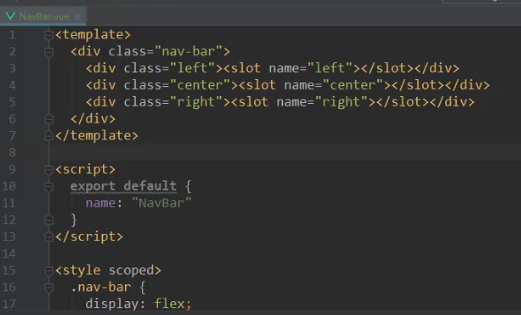 NavBar.vue ×
1 <template>
2 <div class="nav-bar">
3 <div class="left"><slot name="left"></slot></div>
4 <div class="center"><slot name="center"></slot></div>
5 <div class="right"><slot name="right"></slot></div>
6 </div>
7 </template>
8
9 <script>
10 export default {
11 name: "NavBar"
12 }
13 </script>
14
15 <style scoped>
16 .nav-bar {
17 display: flex;